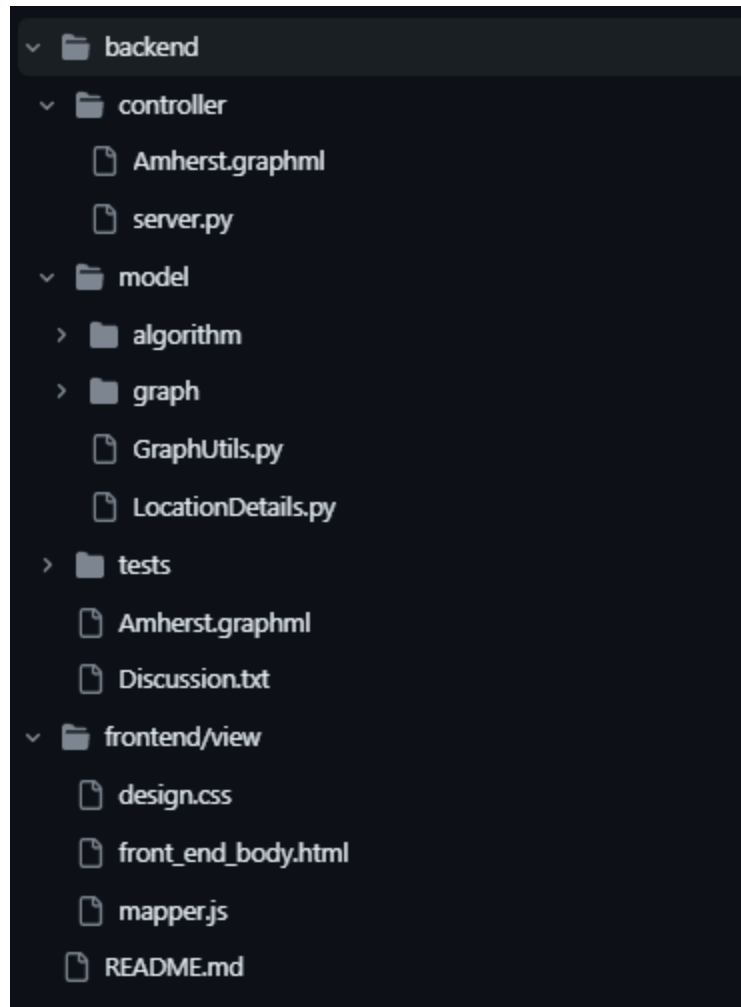 backend
controller
Amherst.graphml
server.py
model
algorithm
graph
GraphUtils.py
LocationDetails.py
tests
Amherst.graphml
Discussion.txt
frontend/view
design.css
front_end_body.html
mapper.js
README.md